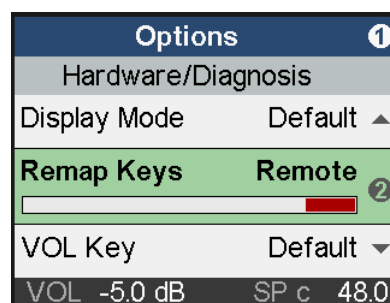 Options 1
Hardware/Diagnosis
Display Mode Default
Remap Keys Remote 2
VOL Key Default
VOL -5.0 dB SP c 48.0